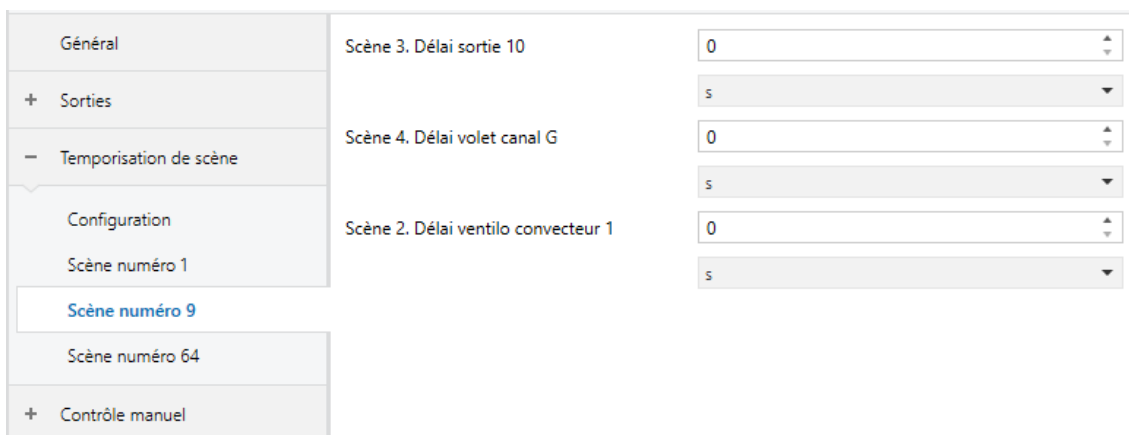 Général
+ Sorties
− Temporisation de scène
Configuration
Scène numéro 1
Scène numéro 9
Scène numéro 64
+ Contrôle manuel
Scène 3. Délai sortie 10
0
s
Scène 4. Délai volet canal G
0
s
Scène 2. Délai ventilo convecteur 1
0
s